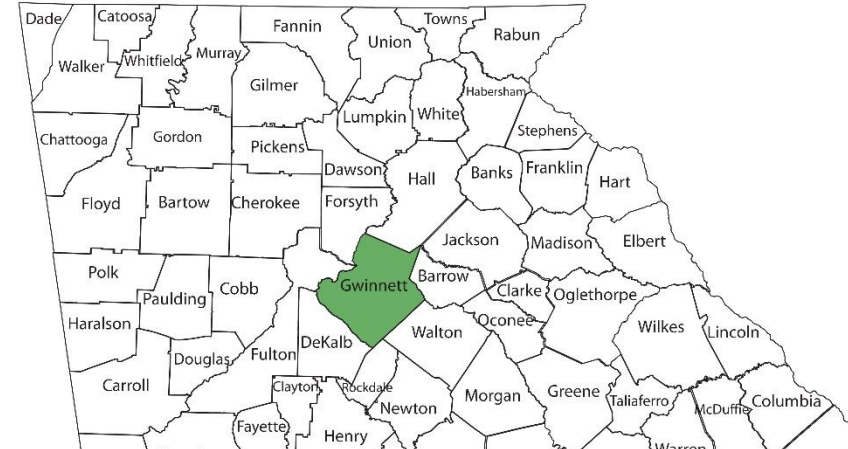 Dade
Catoosa
Fannin
Towns
Union
Rabun
Walker
Whitfield
Murray
Gilmer
Habersham
Lumpkin
White
Stephens
Chattooga
Gordon
Pickens
Dawson
Hall
Banks
Franklin
Hart
Floyd
Bartow
Cherokee
Forsyth
Jackson
Madison
Elbert
Polk
Gwinnett
Barrow
Cobb
Paulding
Clarke
Oglethorpe
Haralson
Oconee
Wilkes
Lincoln
Walton
DeKalb
Fulton
Douglas
Carroll
Clayton
Rockdale
Newton
Morgan
Greene
Taliaferro
McDuffie
Columbia
Fayette
Henry
Warren